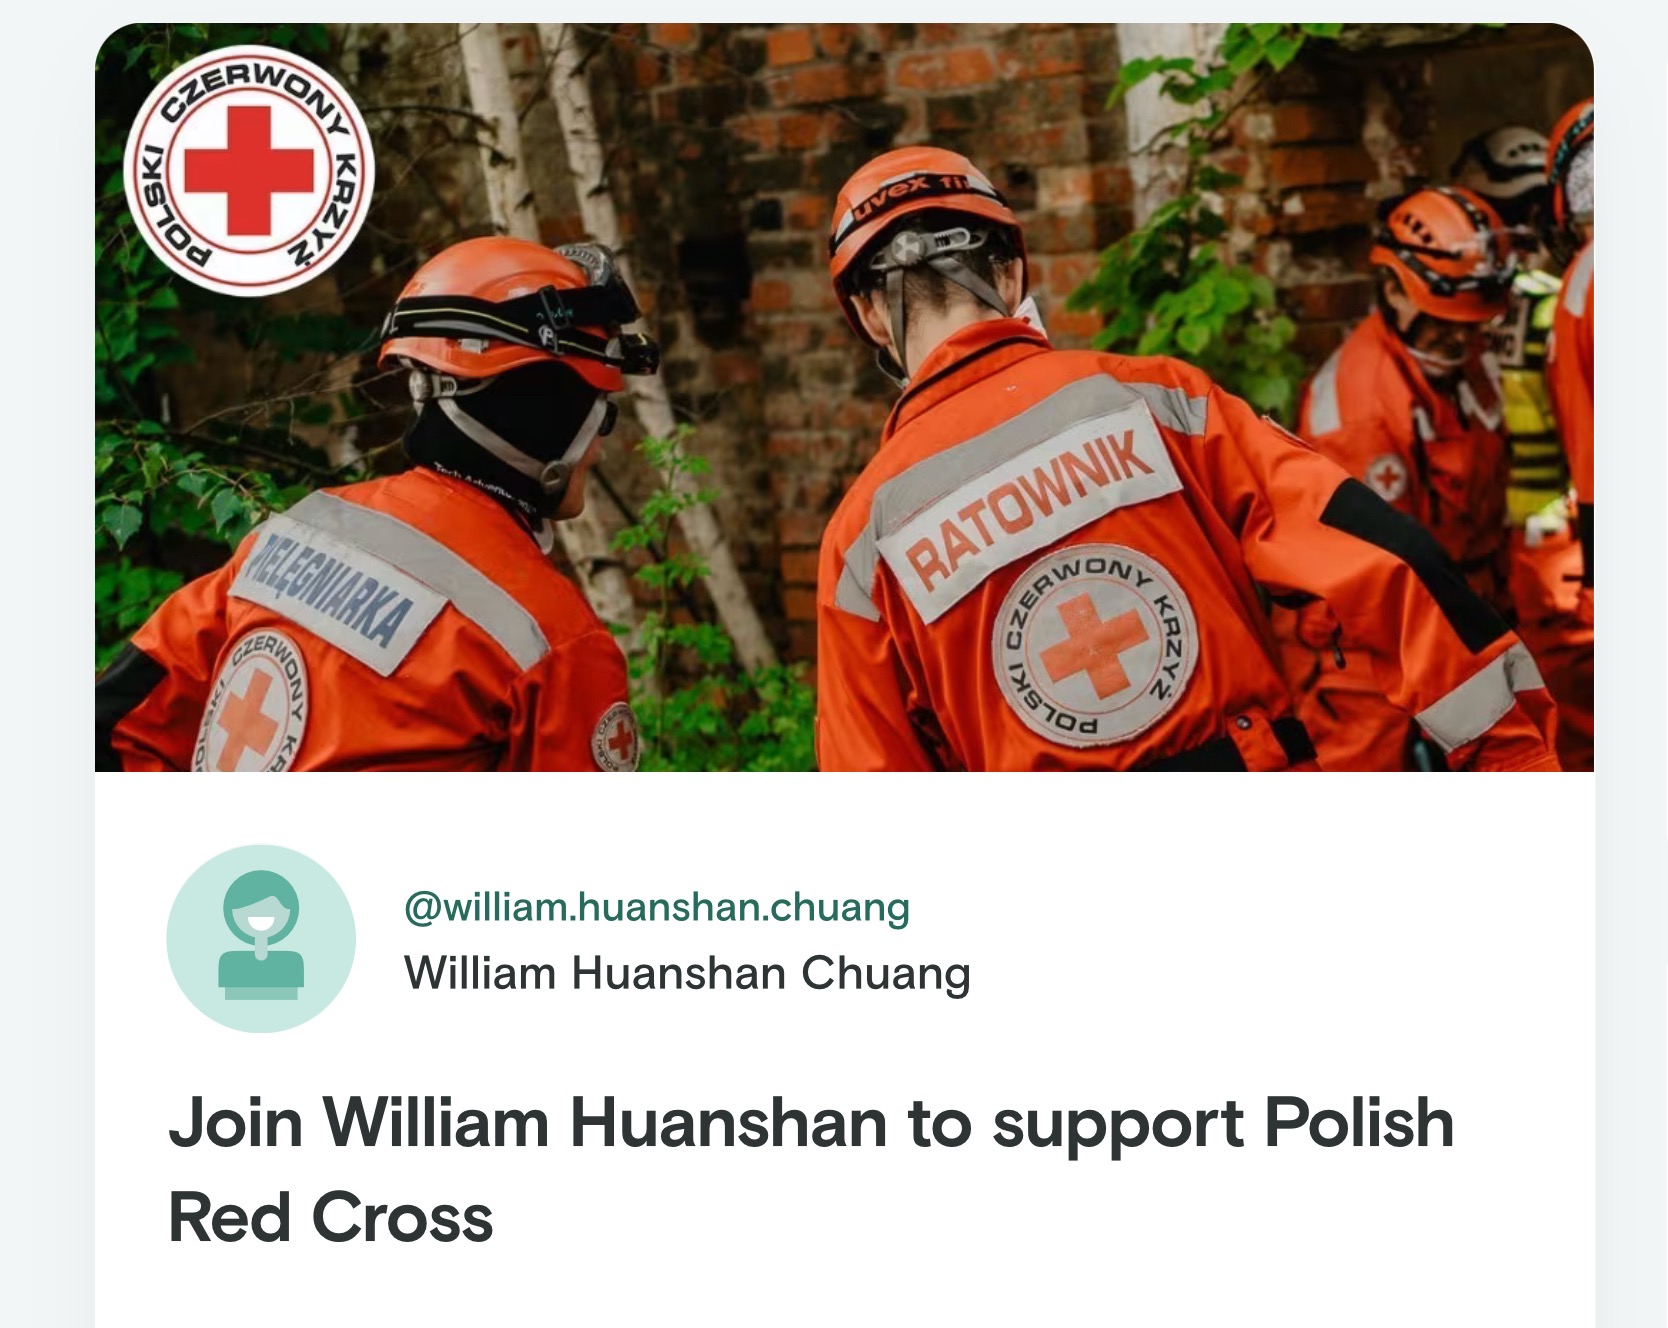 POLSKI CZERWONY KRZYŻ
uvex
RATOWNIK
POLSKI CZERWONY KRZYŻ
PIELĘGNIARKA
POLSKI CZERWONY
@william.huanshan.chuang
William Huanshan Chuang
Join William Huanshan to support Polish
Red Cross